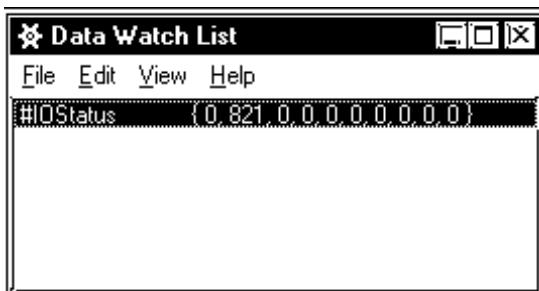 Data Watch List
File Edit View Help
#IOStatus { 0, 821, 0, 0, 0, 0, 0, 0, 0, 0 }